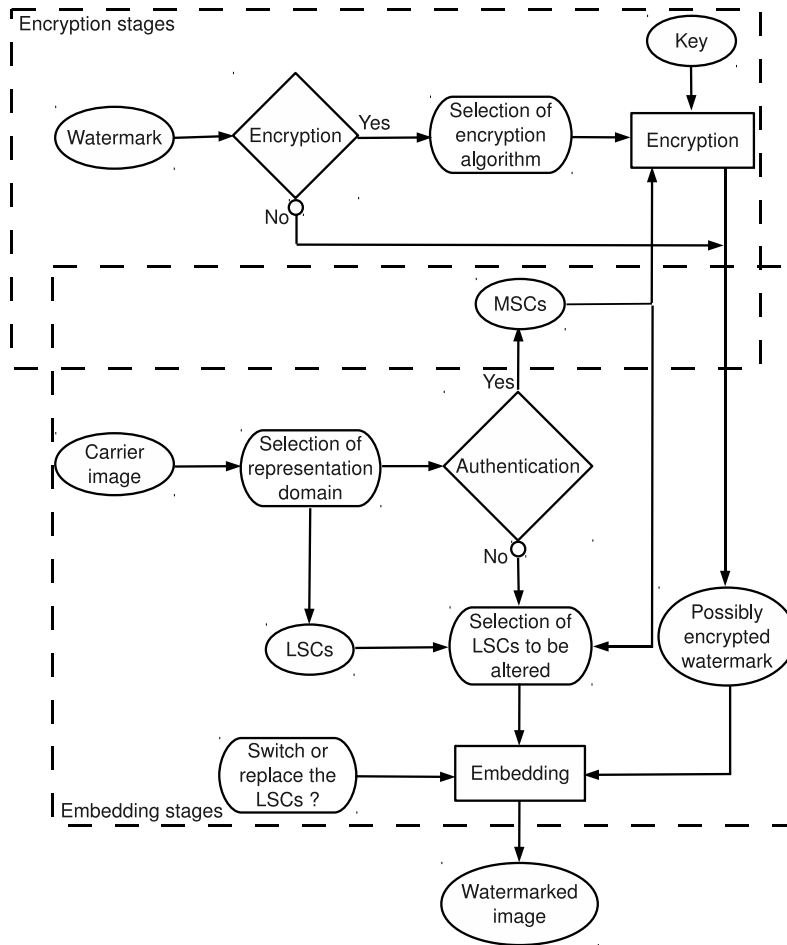 Encryption stages
Key
Watermark
Encryption
Yes
Selection of
encryption
algorithm
Encryption
No
MSCs
Yes
Carrier
image
Selection of
representation
domain
Authentication
No
LSCs
Selection of
LSCs to be
altered
Possibly
encrypted
watermark
Switch or
replace the
LSCs ?
Embedding
Embedding stages
Watermarked
image